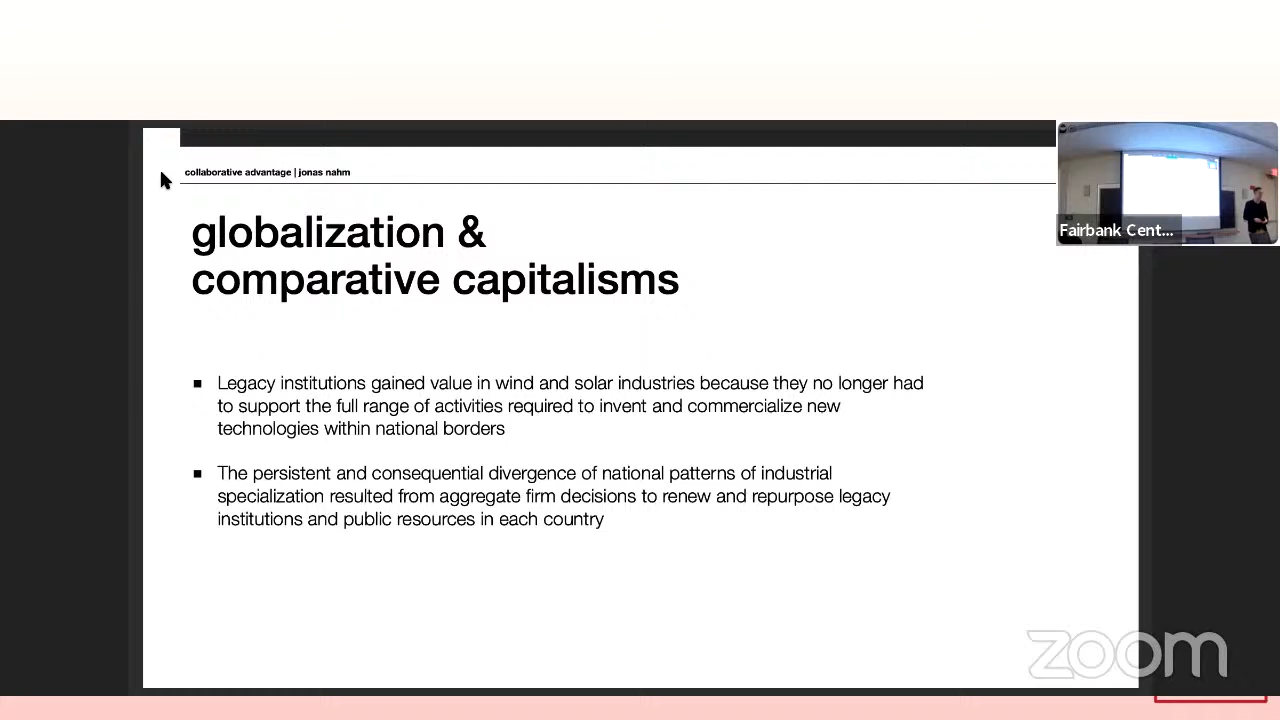 collaborative advantage | jonas nahm
globalization &
comparative capitalisms
Fairbank Cent...
▪ Legacy institutions gained value in wind and solar industries because they no longer had
to support the full range of activities required to invent and commercialize new
technologies within national borders
▪ The persistent and consequential divergence of national patterns of industrial
specialization resulted from aggregate firm decisions to renew and repurpose legacy
institutions and public resources in each country
zoom